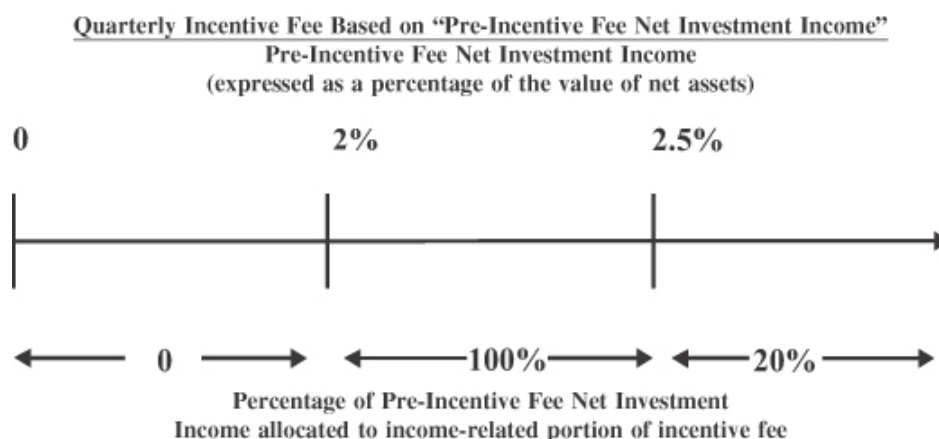 Quarterly Incentive Fee Based on “Pre-Incentive Fee Net Investment Income”
Pre-Incentive Fee Net Investment Income
(expressed as a percentage of the value of net assets)
0 2% 2.5%
0 100% 20%
Percentage of Pre-Incentive Fee Net Investment
Income allocated to income-related portion of incentive fee